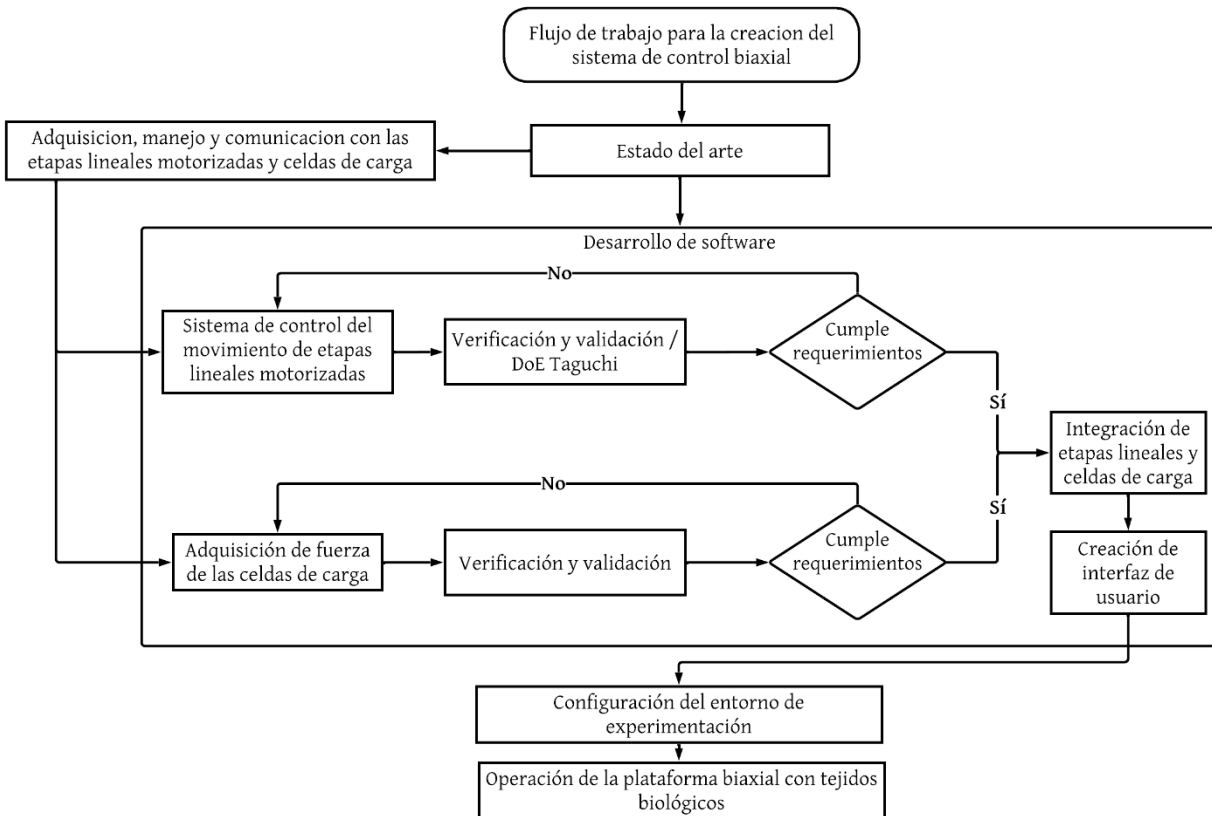 Flujo de trabajo para la creacion del
sistema de control biaxial
Adquisicion, manejo y comunicacion con las
etapas lineales motorizadas y celdas de carga
Estado del arte
Desarrollo de software
No
Sistema de control del
movimiento de etapas
lineales motorizadas
Verificación y validación /
DoE Taguchi
Cumple
requerimientos
Sí
Integración de
etapas lineales y
celdas de carga
No
Adquisición de fuerza
de las celdas de carga
Verificación y validación
Cumple
requerimientos
Sí
Creación de
interfaz de
usuario
Configuración del entorno de
experimentación
Operación de la plataforma biaxial con tejidos
biológicos